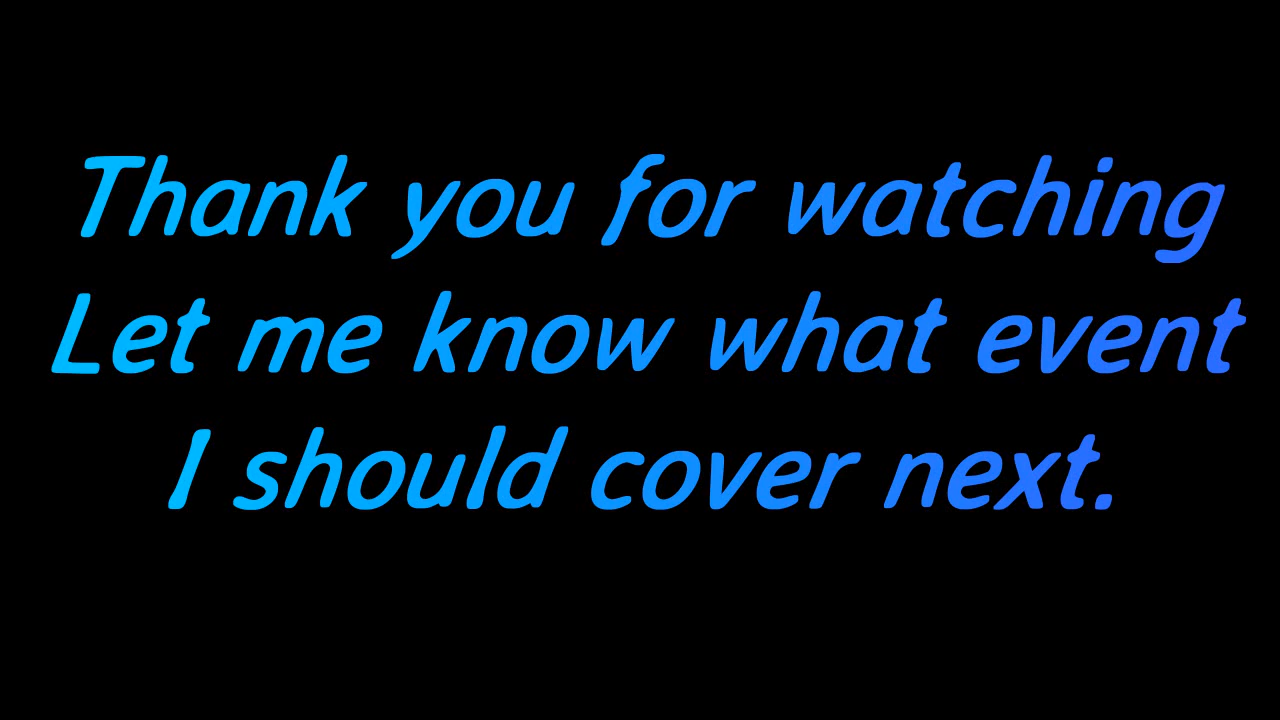 Thank you for watching
Let me know what event
I should cover next.